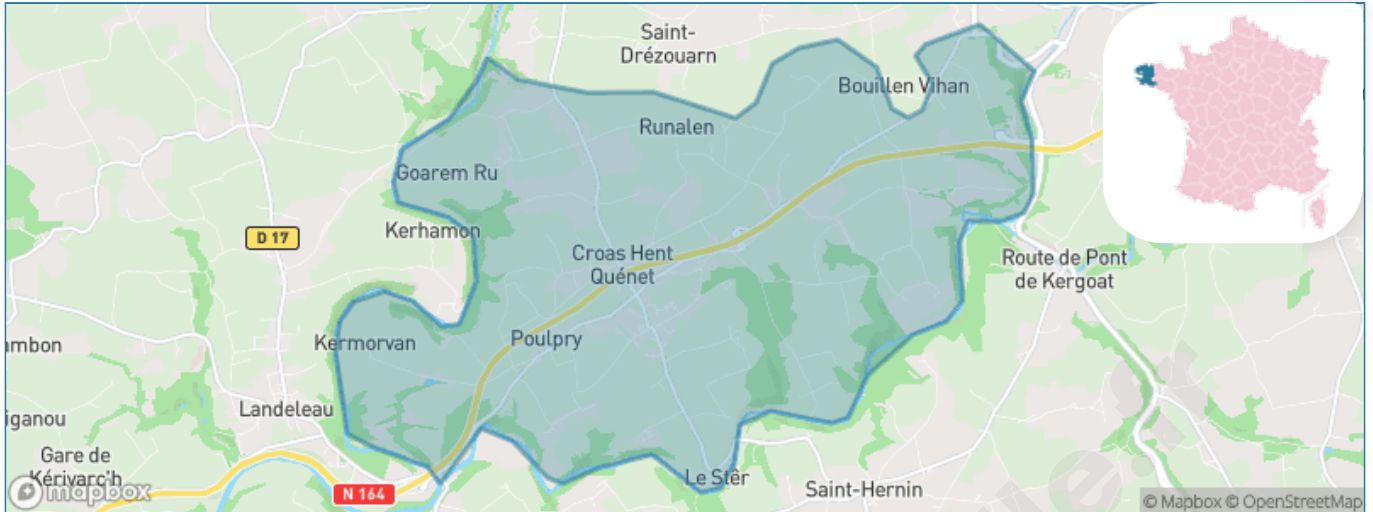 Saint-
Drézouarn
Bouillen Vihan
Runalen
Goarem Ru
Kerhamon
D 17
Croas Hent
Quénet
Route de Pont
de Kergoat
Poulpry
Kermorvan
ambon
Landeleau
iganou
Gare de
Kérivarc'h
Le Stêr
Saint-Hernin
N 164
mapbox
© Mapbox © OpenStreetMap